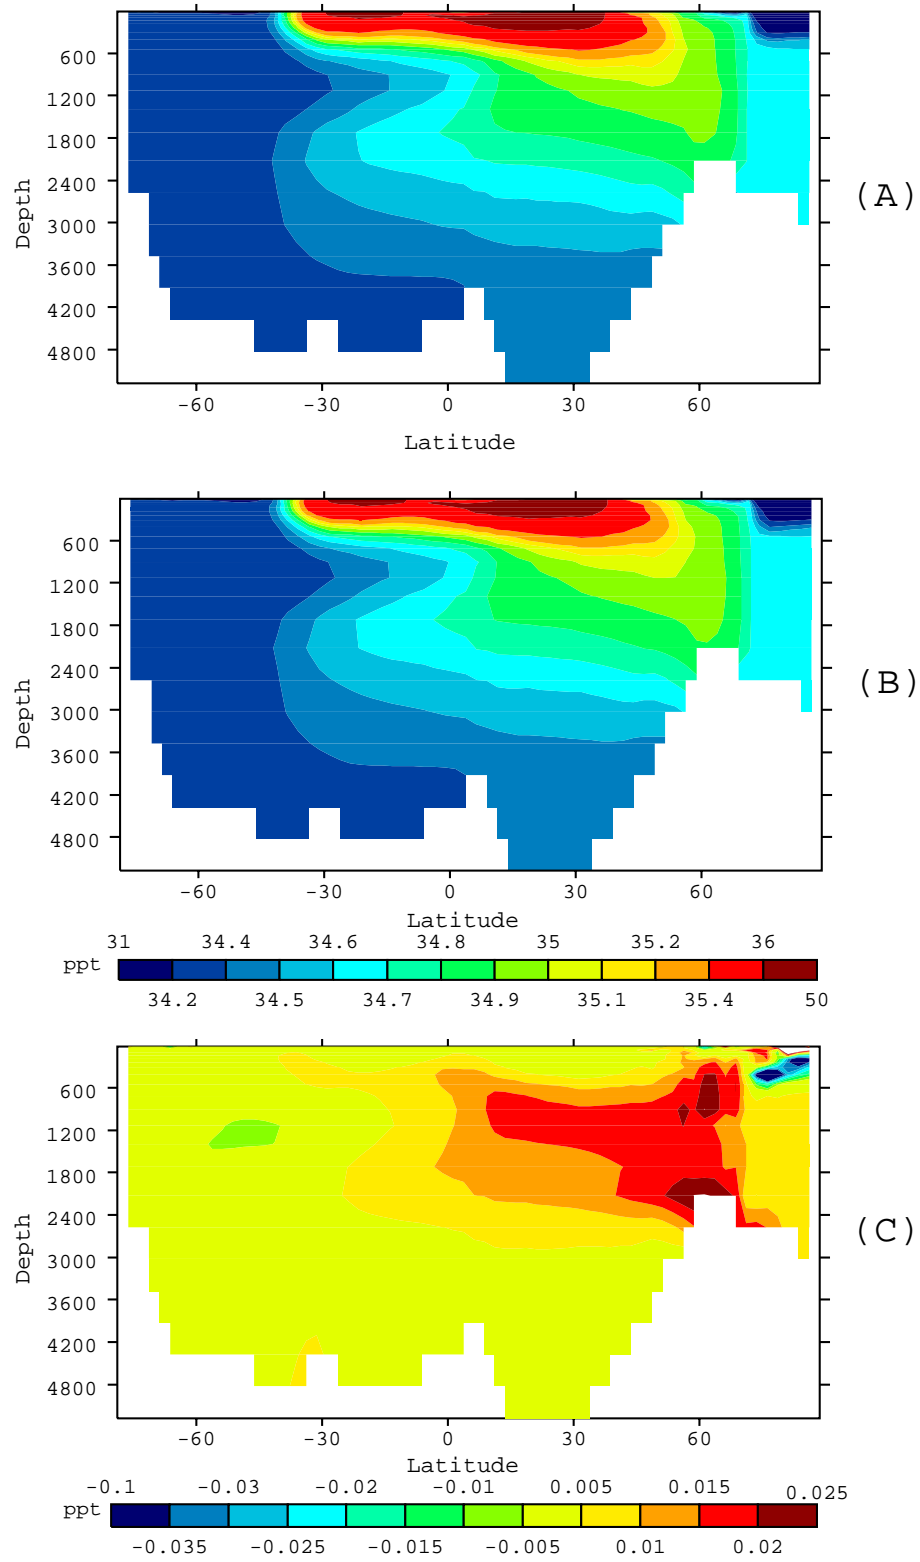 600
1200
1800
2400
3000
3600
4200
4800
Depth
-60 -30 0 30 60
Latitude
(A)
600
1200
1800
2400
3000
3600
4200
4800
Depth
-60 -30 0 30 60
Latitude
(B)
31 34.4 34.6 34.8 35 35.2 36
ppt
34.2 34.5 34.7 34.9 35.1 35.4 50
600
1200
1800
2400
3000
3600
4200
4800
Depth
-60 -30 0 30 60
Latitude
(C)
-0.1 -0.03 -0.02 -0.01 0.005 0.015 0.025
ppt
-0.035 -0.025 -0.015 -0.005 0.01 0.02